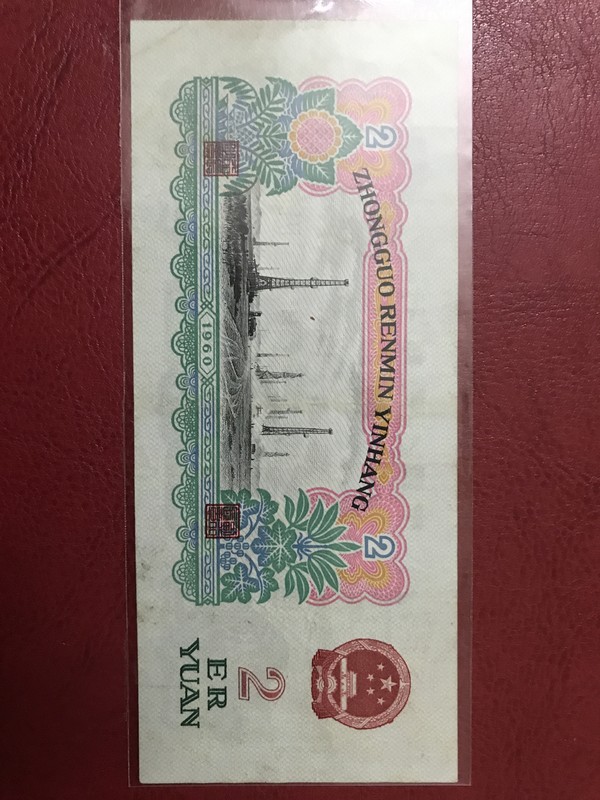 2
ZHONGGUO RENMIN YINHANG
2
1960
2
ER
YUAN